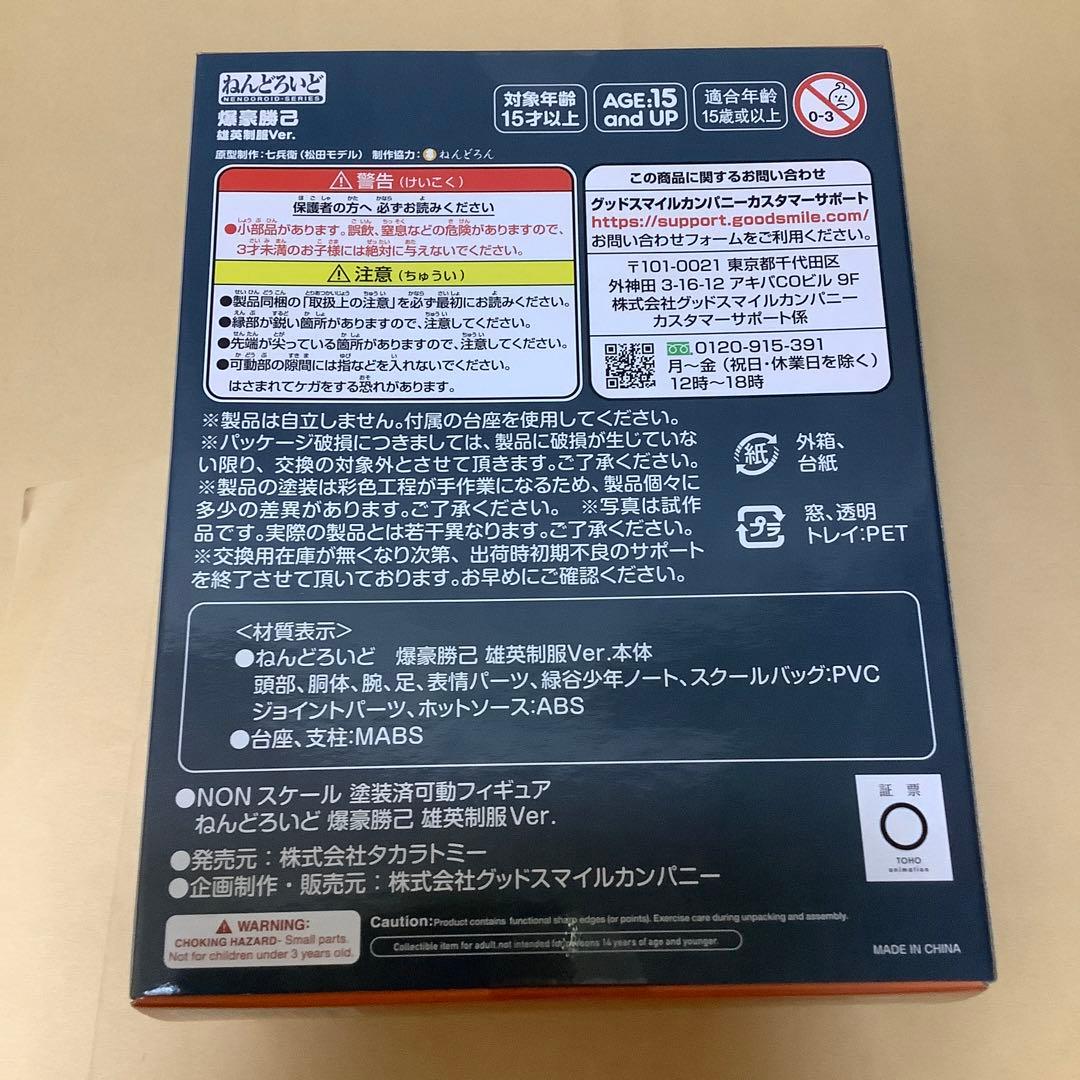 ねんどろいど
NENDOROID-SERIES
爆豪勝己
雄英制服Ver.
原型制作:七兵衛(松田モデル) 制作協力: ねんどろん
対象年齢
15才以上
AGE:15
and UP
適合年齡
15歲或以上
0-3
⚠警告(けいこく)
保護者の方へ 必ずお読みください
●小部品があります。誤飲、窒息などの危険がありますので、
3才未満のお子様には絶対に与えないでください。
⚠注意(ちゅうい)
●製品同梱の「取扱上の注意」を必ず最初にお読みください。
●縁部が鋭い箇所がありますので、注意してください。
●先端が尖っている箇所がありますので、注意してください。
●可動部の隙間には指などを入れないでください。
はさまれてケガをする恐れがあります。
この商品に関するお問い合わせ
グッドスマイルカンパニーカスタマーサポート
https://support.goodsmile.com/
お問い合わせフォームをご利用ください。
〒101-0021 東京都千代田区
外神田 3-16-12 アキバCOビル 9F
株式会社グッドスマイルカンパニー
カスタマーサポート係
0120-915-391
月〜金(祝日・休業日を除く)
12時〜18時
※製品は自立しません。付属の台座を使用してください。
※パッケージ破損につきましては、製品に破損が生じていな
い限り、交換の対象外とさせて頂きます。ご了承ください。
※製品の塗装は彩色工程が手作業になるため、製品個々に
多少の差異があります。ご了承ください。 ※写真は試作
品です。実際の製品とは若干異なります。ご了承ください。
※交換用在庫が無くなり次第、出荷時初期不良のサポート
を終了させて頂いております。お早めにご確認ください。
紙
外箱、
台紙
プラ
窓、透明
トレイ:PET
<材質表示>
●ねんどろいど 爆豪勝己 雄英制服Ver.本体
頭部、胴体、腕、足、表情パーツ、緑谷少年ノート、スクールバッグ:PVC
ジョイントパーツ、ホットソース:ABS
●台座、支柱:MABS
●NONスケール 塗装済可動フィギュア
ねんどろいど 爆豪勝己 雄英制服Ver.
●発売元:株式会社タカラトミー
●企画制作・販売元:株式会社グッドスマイルカンパニー
証票
TOHO
animation
⚠WARNING:
CHOKING HAZARD- Small parts.
Not for children under 3 years old.
Caution:Product contains functional sharp edges (or points). Exercise care during unpacking and assembly.
Collectible item for adult,not intended for persons 14 years of age and younger.
MADE IN CHINA